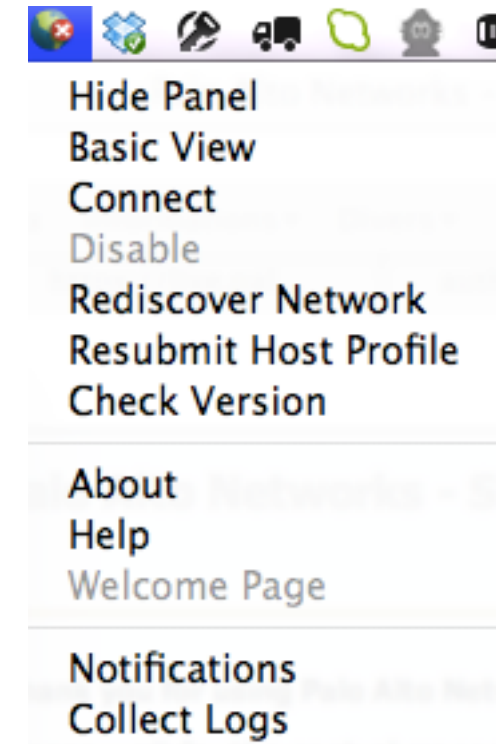 Hide Panel
Basic View
Connect
Disable
Rediscover Network
Resubmit Host Profile
Check Version
About
Help
Welcome Page
Notifications
Collect Logs